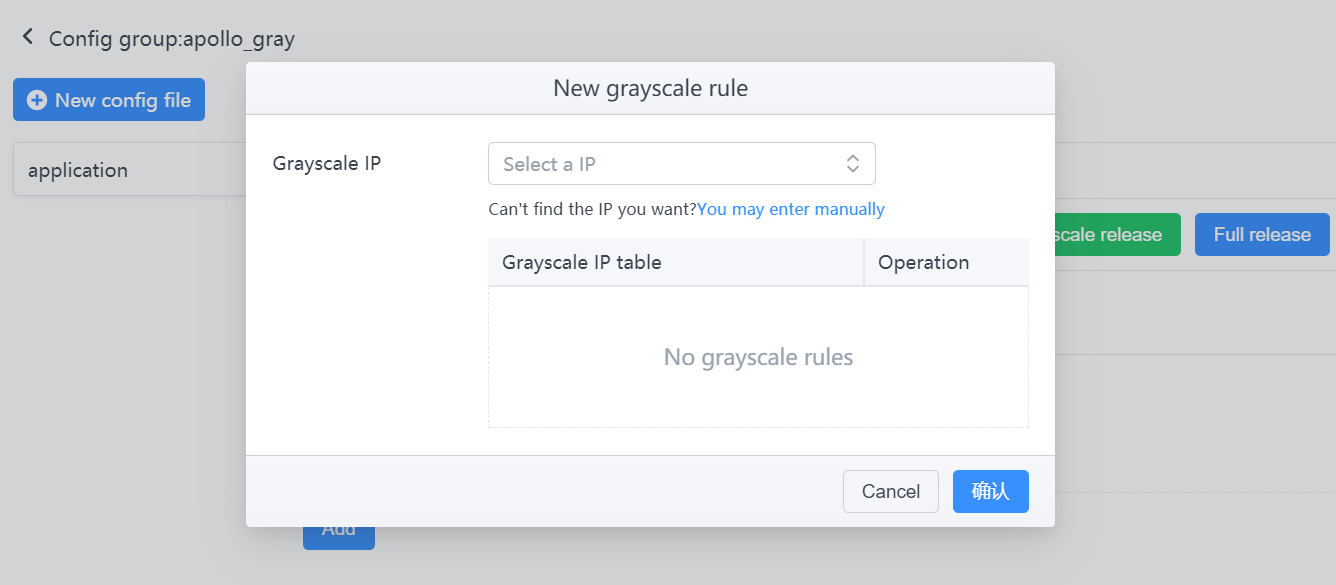 Config group:apollo_gray
New config file
application
New grayscale rule
Grayscale IP
Select a IP
Can't find the IP you want?You may enter manually
Grayscale IP table
Operation
No grayscale rules
Cancel
确认
scale release
Full release
Add